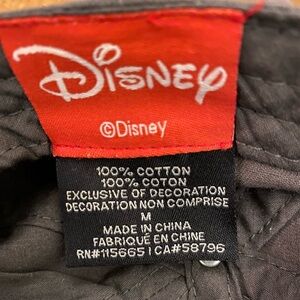 Disney
©Disney
100% COTTON
100% COTON
EXCLUSIVE OF DECORATION
DECORATION NON COMPRISE
M
MADE IN CHINA
FABRIQUÉ EN CHINE
RN#115665 | CA#58796